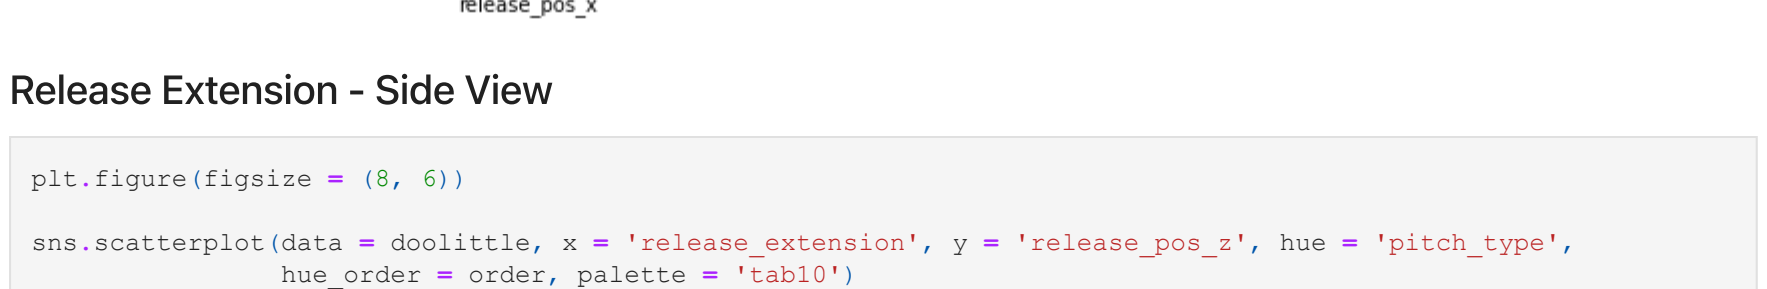 release_pos_x
Release Extension - Side View
plt.figure(figsize = (8, 6))
sns.scatterplot(data = doolittle, x = 'release_extension', y = 'release_pos_z', hue = 'pitch_type',
hue_order = order, palette = 'tab10')